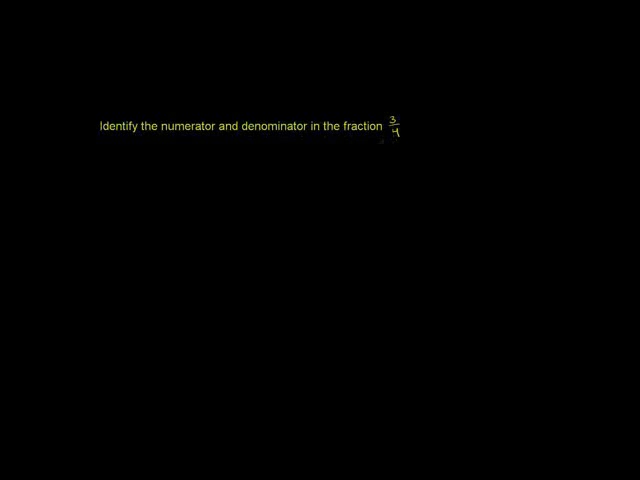 Identify the numerator and denominator in the fraction 3/4